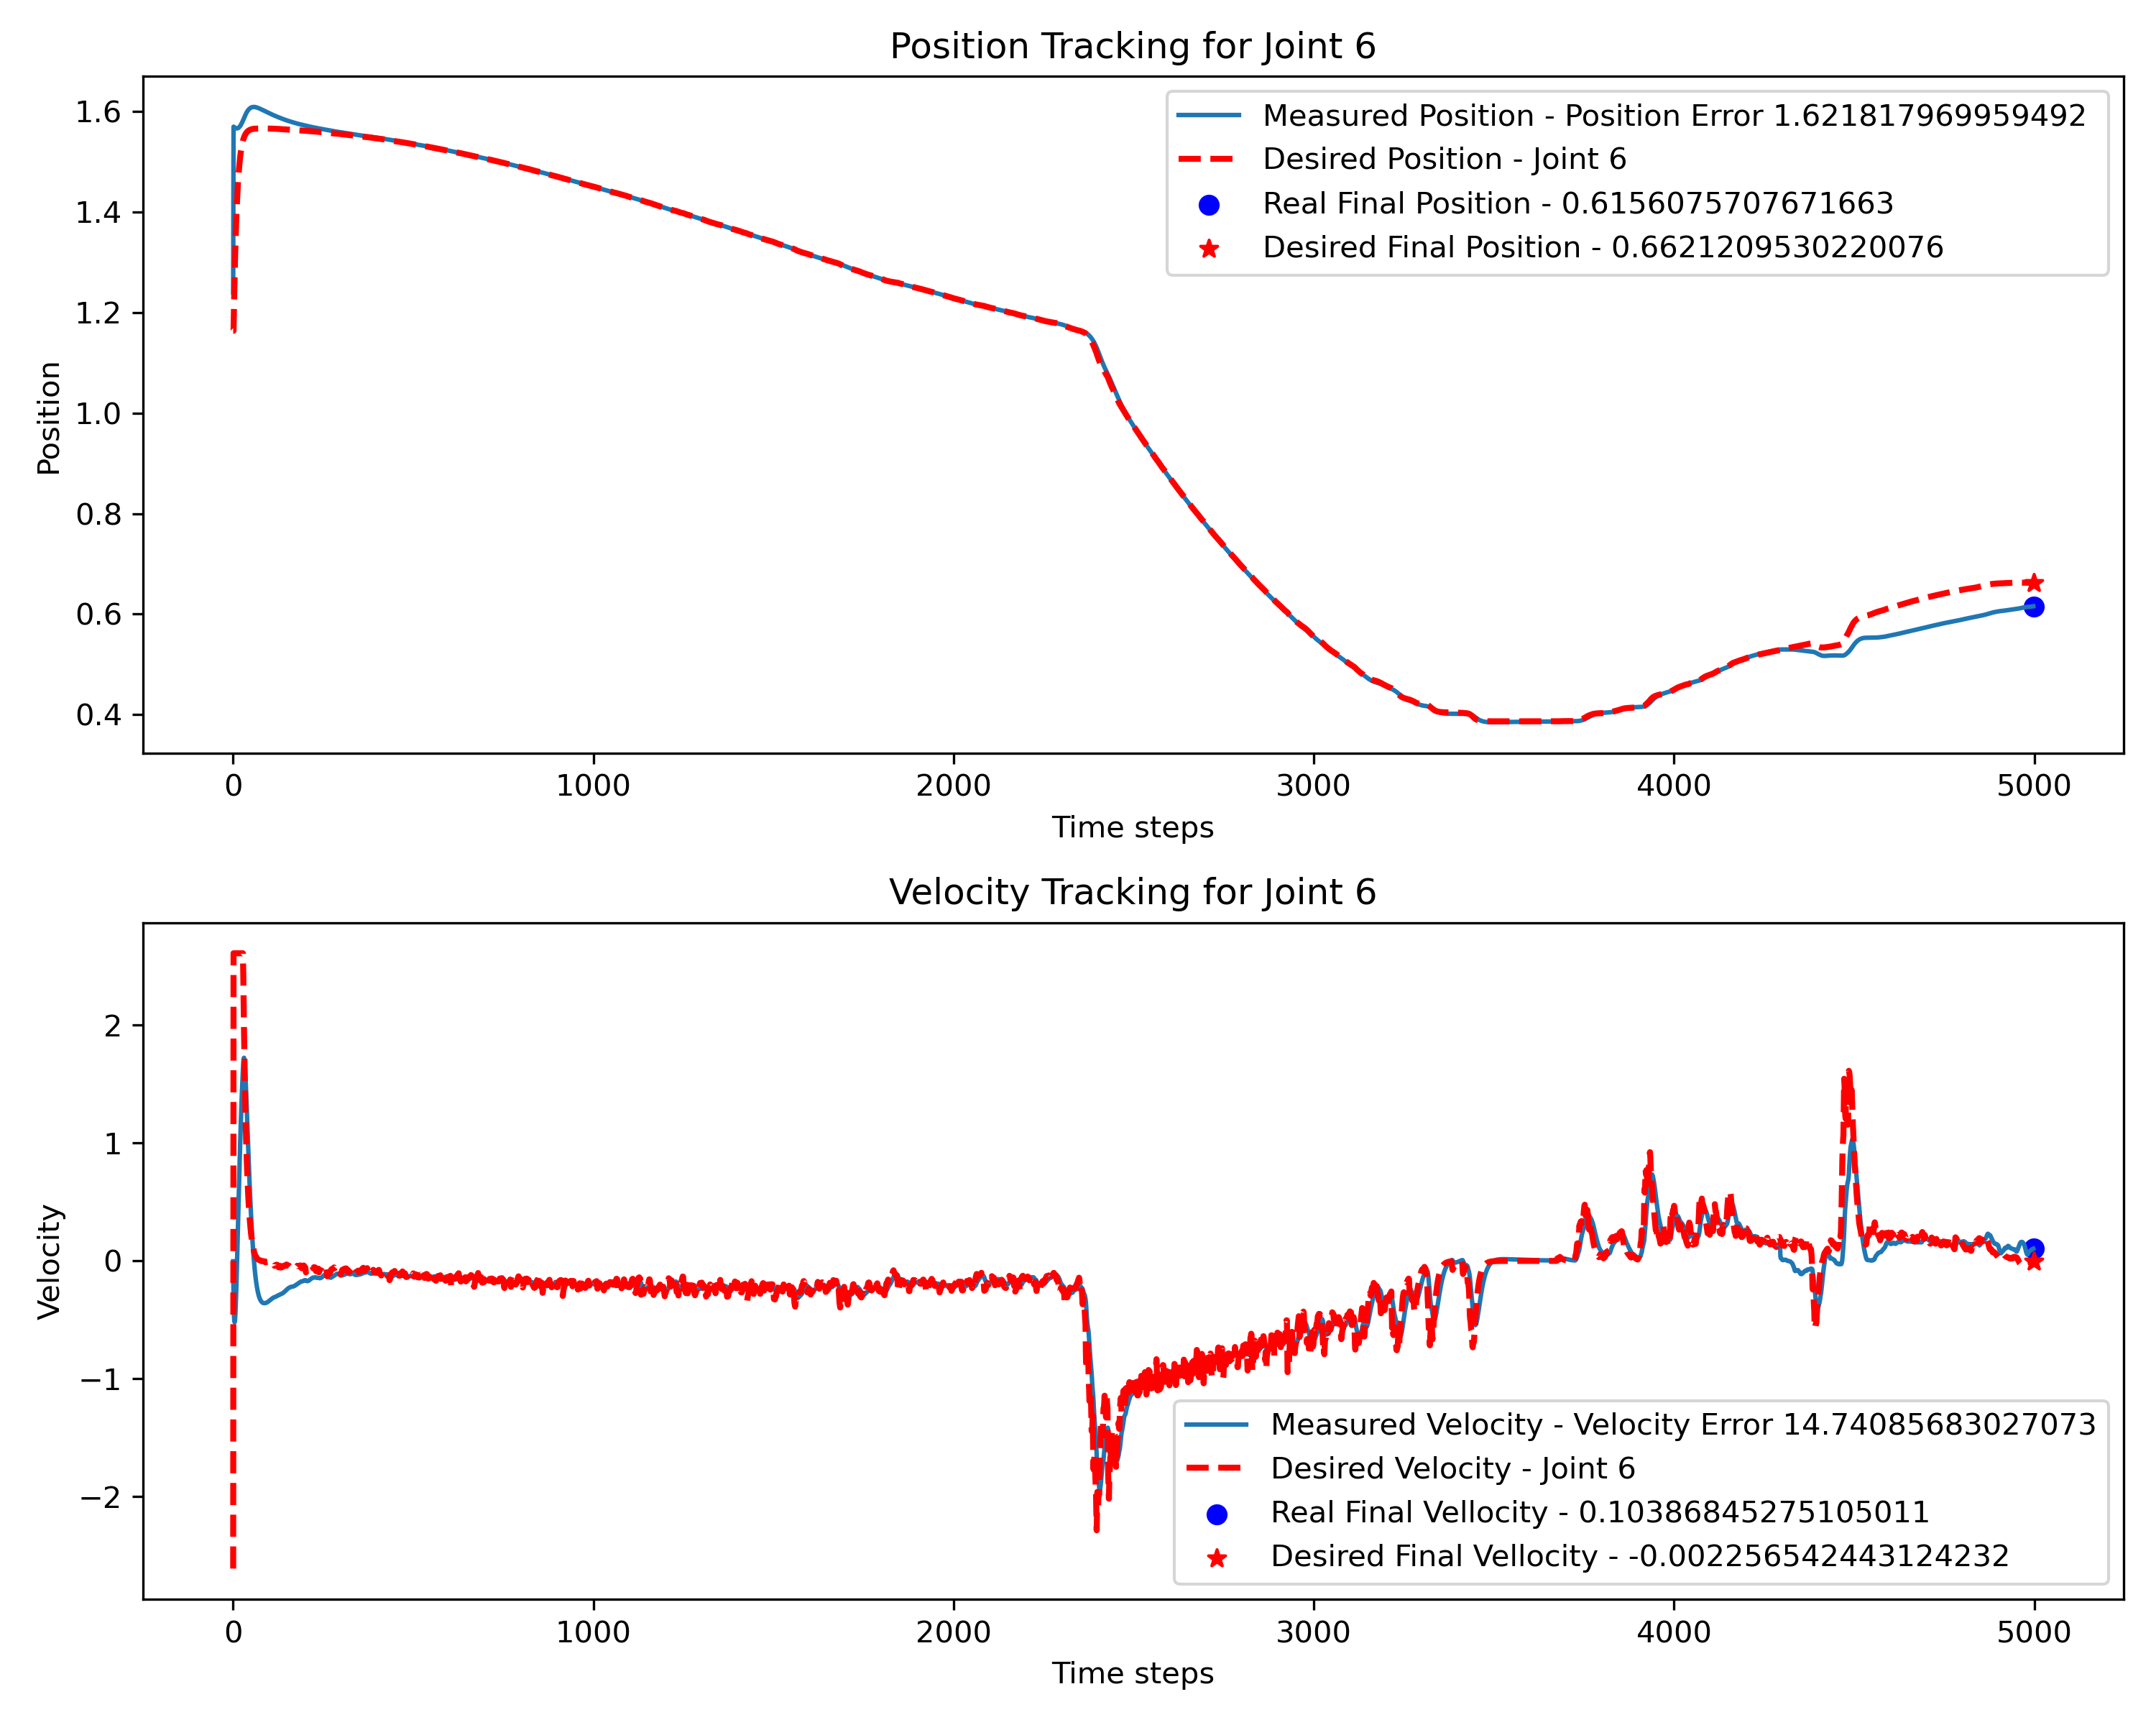 Position Tracking for Joint 6
Measured Position - Position Error 1.621817969959492
Desired Position - Joint 6
Real Final Position - 0.6156075707671663
Desired Final Position - 0.6621209530220076
Position
1.6
1.4
1.2
1.0
0.8
0.6
0.4
0 1000 2000 3000 4000 5000
Time steps
Velocity Tracking for Joint 6
Velocity
2
1
0
−1
−2
Measured Velocity - Velocity Error 14.74085683027073
Desired Velocity - Joint 6
Real Final Vellocity - 0.10386845275105011
Desired Final Vellocity - -0.002256542443124232
0 1000 2000 3000 4000 5000
Time steps